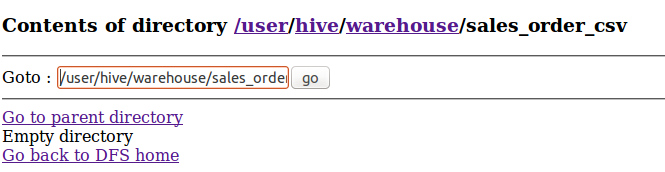 Contents of directory /user/hive/warehouse/sales_order_csv
Goto : /user/hive/warehouse/sales_order go
Go to parent directory
Empty directory
Go back to DFS home